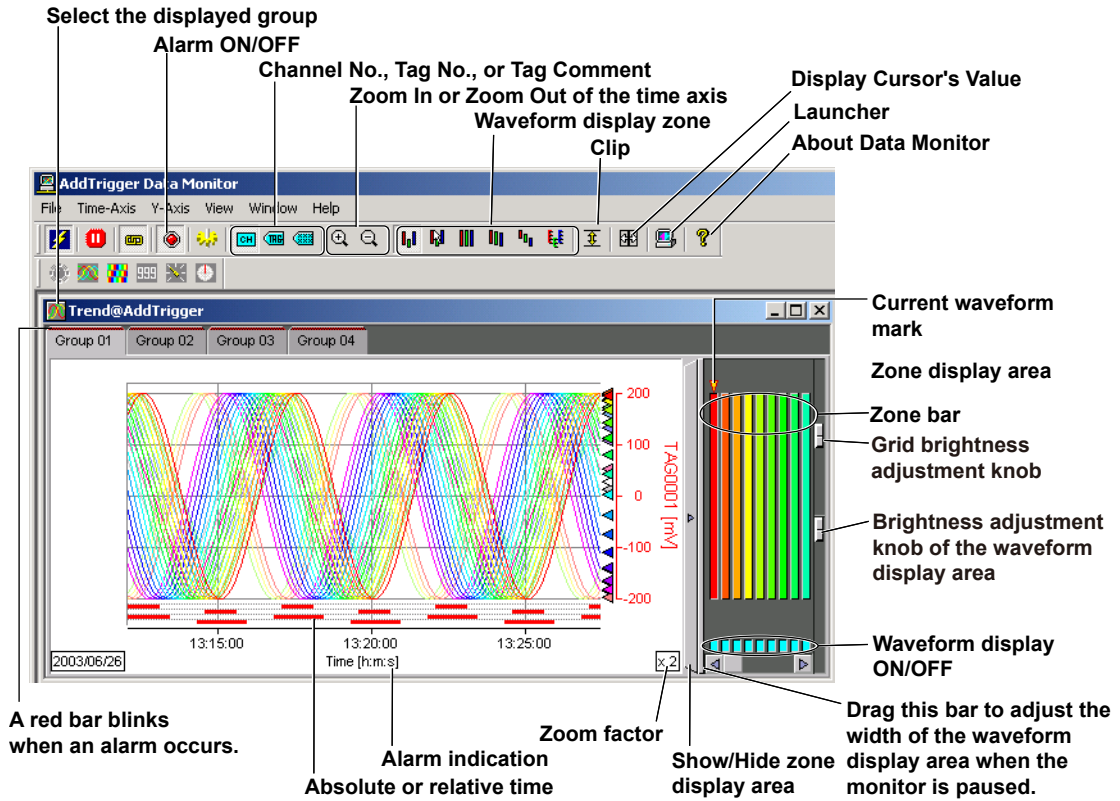 Select the displayed group
Alarm ON/OFF
Channel No., Tag No., or Tag Comment
Zoom In or Zoom Out of the time axis
Waveform display zone
Clip
Display Cursor's Value
Launcher
About Data Monitor
AddTrigger Data Monitor
File Time-Axis Y-Axis View Window Help
CH TAG
999
Trend@AddTrigger
Group 01 Group 02 Group 03 Group 04
200
100
0
-100
-200
TAG0001 [mV]
13:15:00 13:20:00 13:25:00
2003/06/26 Time [h:m:s] x,2
Current waveform
mark
Zone display area
Zone bar
Grid brightness
adjustment knob
Brightness adjustment
knob of the waveform
display area
Waveform display
ON/OFF
Drag this bar to adjust the
width of the waveform
display area when the
monitor is paused.
A red bar blinks
when an alarm occurs.
Alarm indication
Absolute or relative time
Zoom factor
Show/Hide zone
display area